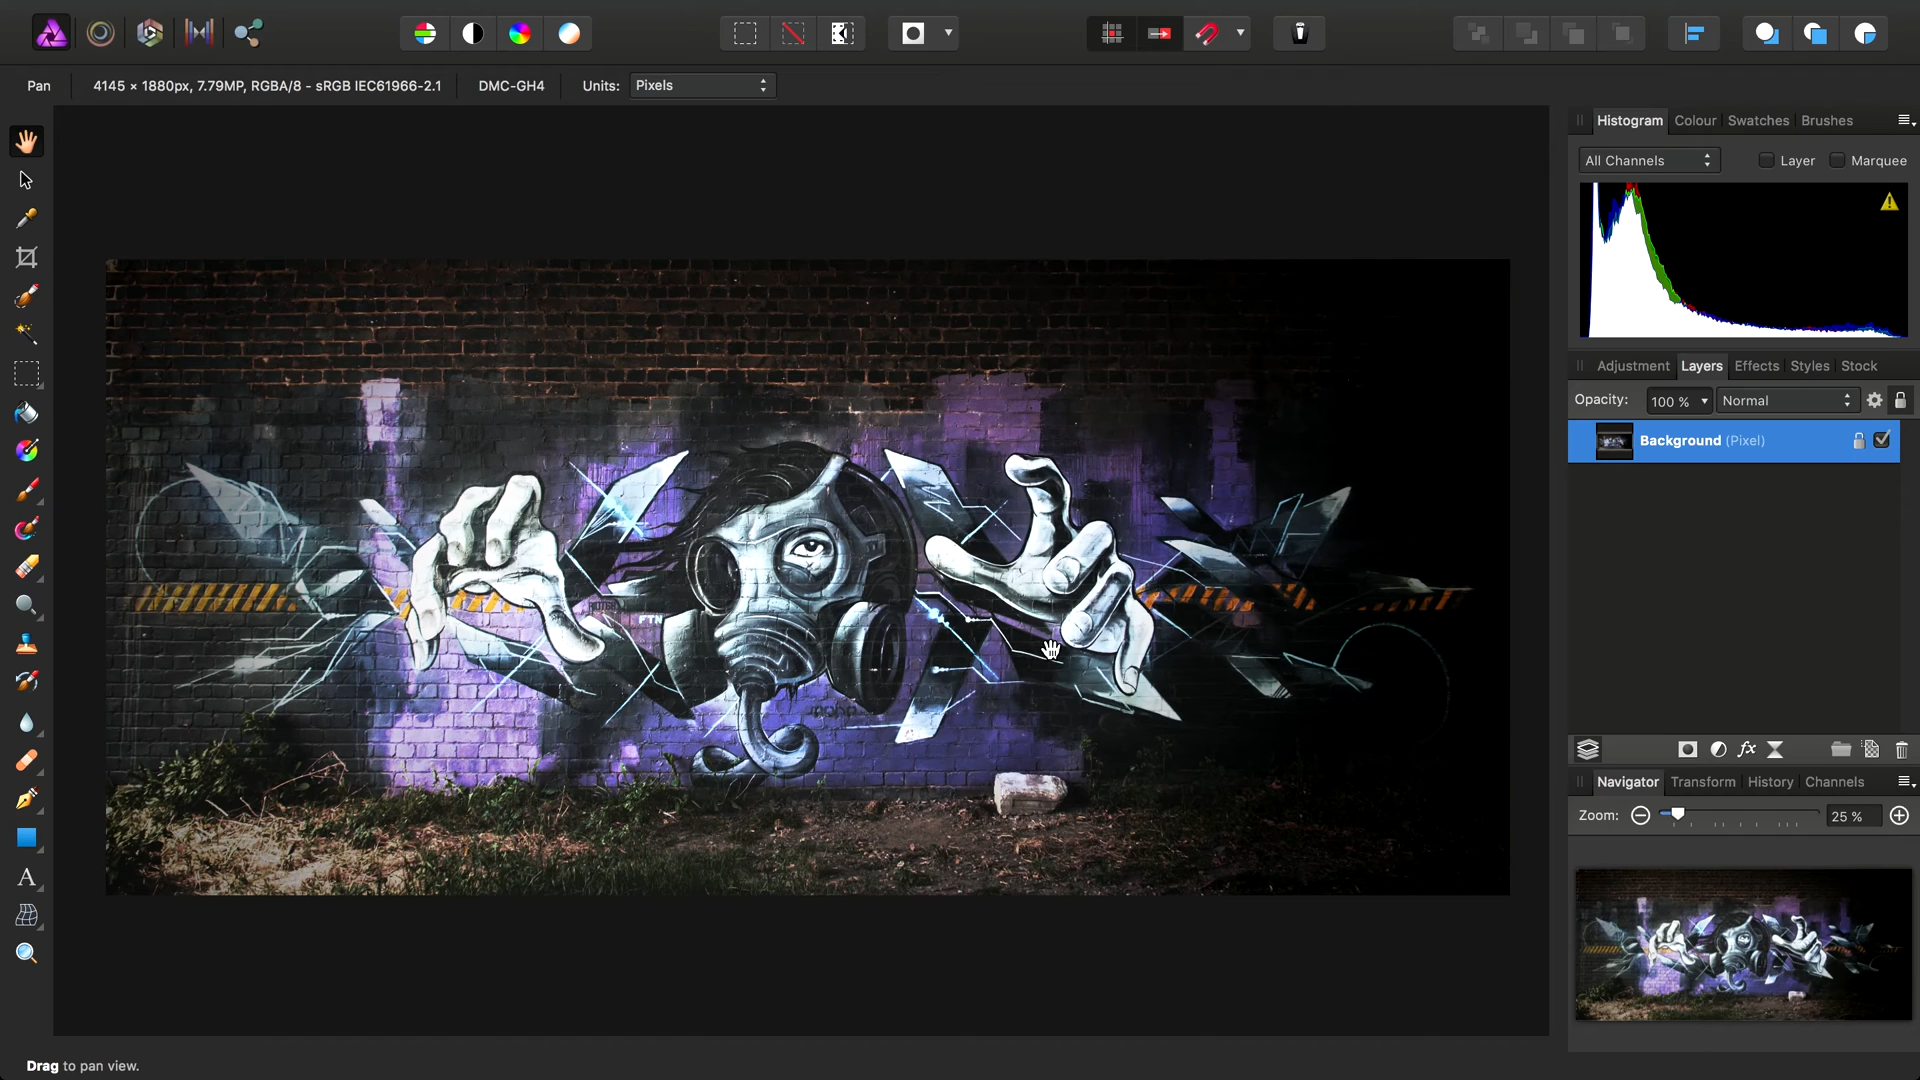 Pan
4145 × 1880px, 7.79MP, RGBA/8 - sRGB IEC61966-2.1
DMC-GH4
Units:
Pixels
Histogram
Colour
Swatches
Brushes
All Channels
Layer
Marquee
Adjustment
Layers
Effects
Styles
Stock
Opacity:
100 %
Normal
Background (Pixel)
fx
Navigator
Transform
History
Channels
Zoom:
25 %
A
FTN
Drag to pan view.